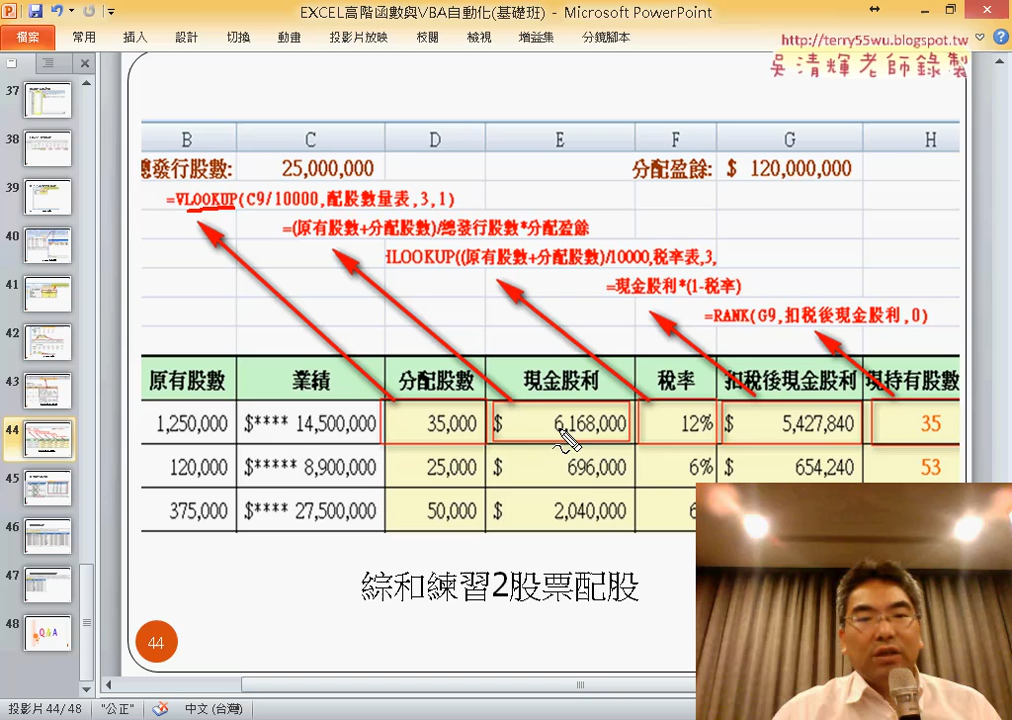 EXCEL高階函數與VBA自動化(基礎班) - Microsoft PowerPoint
檔案 常用 插入 設計 切換 動畫 投影片放映 校閱 檢視 增益集 分鏡腳本
http://terry55wu.blogspot.tw
吳清輝老師錄製
37
38
39
40
41
42
43
44
45
46
47
48
Q & A
B C D E F G H
總發行股數: 25,000,000 分配盈餘: $ 120,000,000
=VLOOKUP(C9/10000,配股數量表,3,1)
=(原有股數+分配股數)/總發行股數*分配盈餘
HLOOKUP((原有股數+分配股數)/10000,税率表,3,
=現金股利*(1-税率)
=RANK(G9,扣税後現金股利,0)
原有股數 業績 分配股數 現金股利 税率 扣税後現金股利 現持有股數
1,250,000 $**** 14,500,000 35,000 $ 6,168,000 12% $ 5,427,840 35
120,000 $***** 8,900,000 25,000 $ 696,000 6% $ 654,240 53
375,000 $**** 27,500,000 50,000 $ 2,040,000 6
綜和練習2股票配股
44
投影片 44/48 "公正" 中文 (台灣)